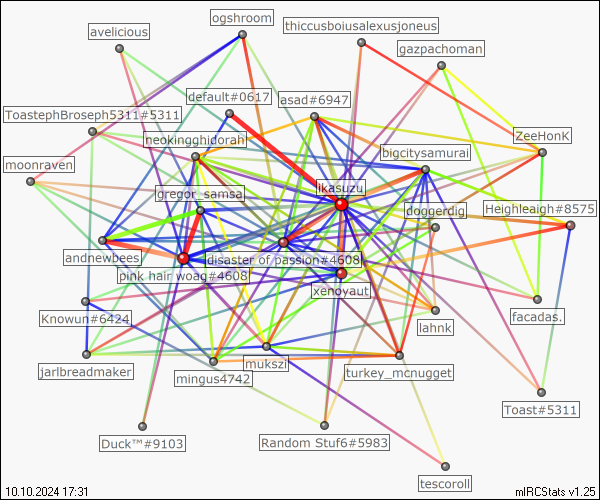 ogshroom
avelicious
thiccusboiusalexusjoneus
gazpachoman
default#0617
asad#6947
ToastephBroseph5311#5311
neokingghidorah
ZeeHonK
bigcitysamurai
moonraven
ikasuzu
gregor_samsa
doggerdig
Heighleaigh#8575
andnewbees
disaster of passion#4608
pink hair woag#4608
xenoyaut
Knowun#6424
lahnk
facadas.
jarlbreadmaker
mukszi
turkey_mcnugget
mingus4742
Toast#5311
Duck™#9103
Random Stuf6#5983
tescoroll
10.10.2024 17:31
mIRCStats v1.25